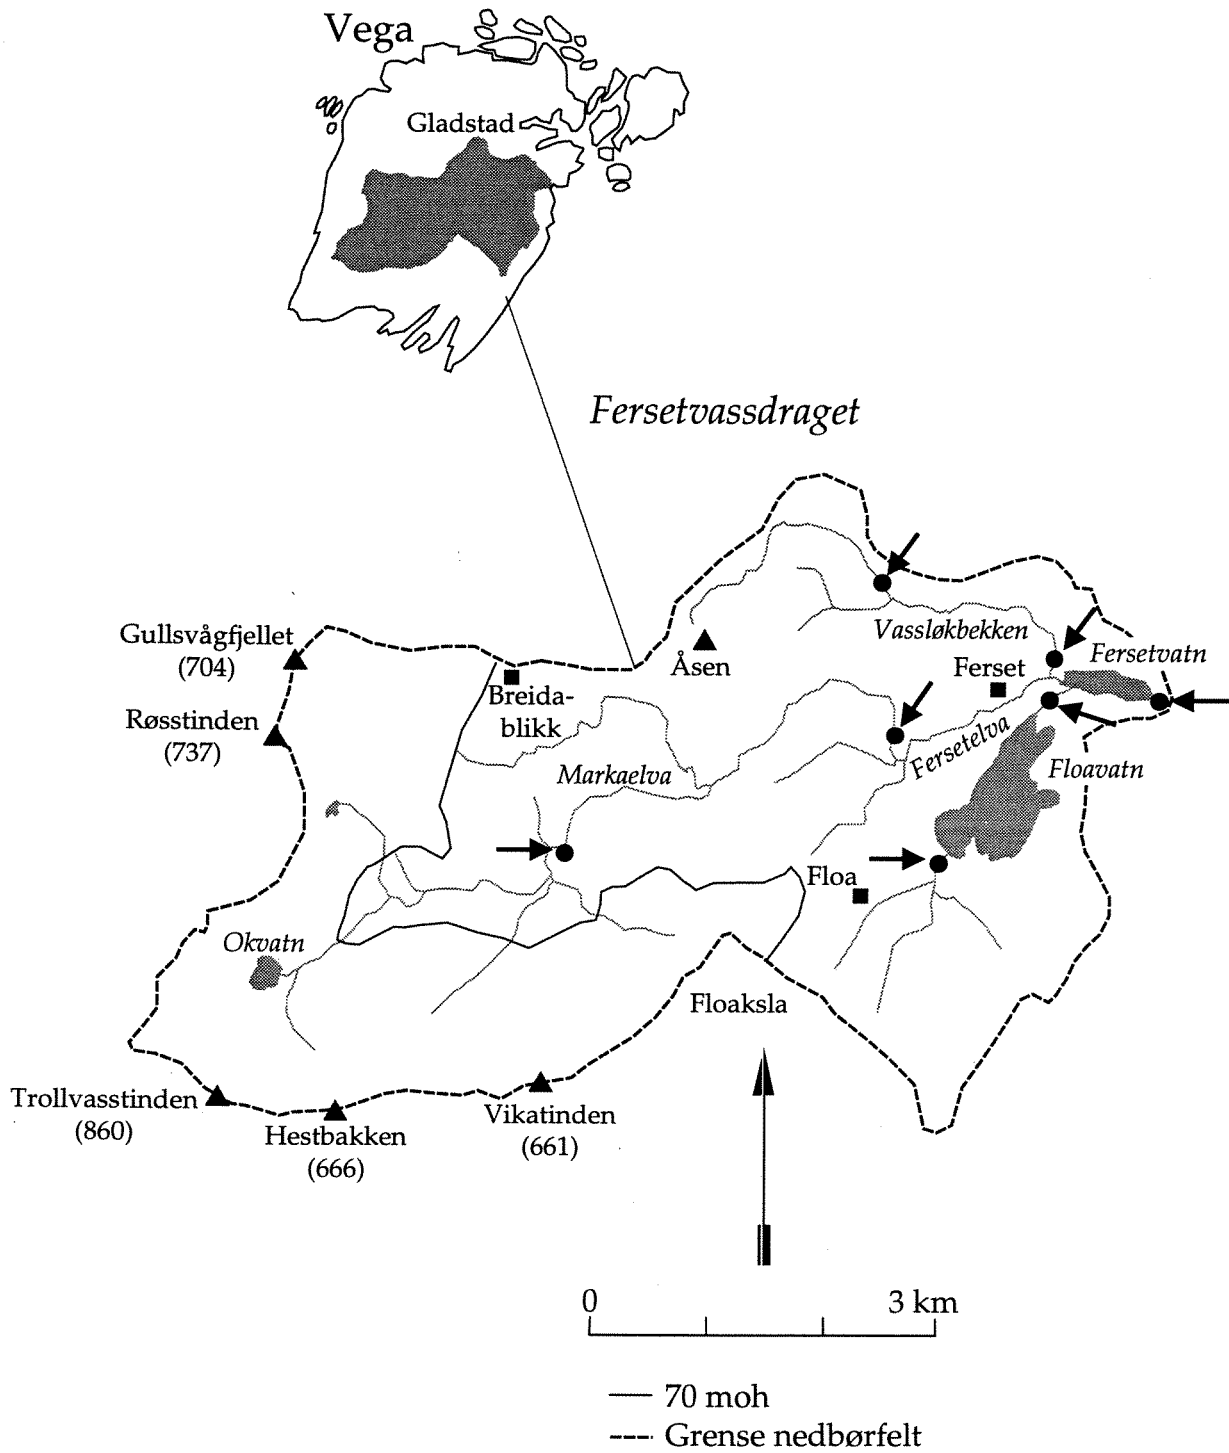 Vega
Gladstad
Fersetvassdraget
Vassløkbekken
Gullsvågfjellet
(704)
Åsen
Ferset
Fersetvatn
Breida-
blikk
Røsstinden
(737)
Markaelva
Fersetelva
Floavatn
Floa
Okvatn
Floaksla
Trollvasstinden
(860)
Hestbakken
(666)
Vikatinden
(661)
0 3 km
70 moh
Grense nedbørfelt